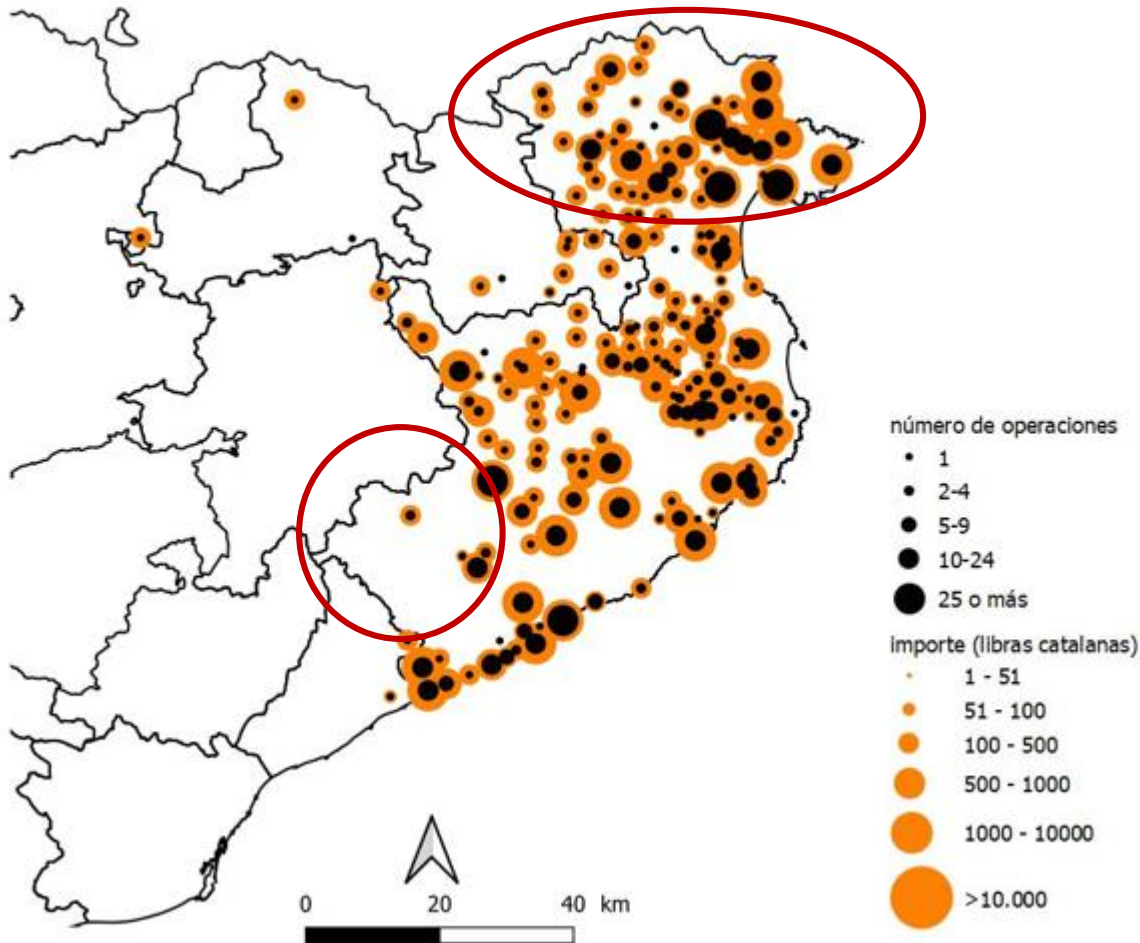 número de operaciones
1
2-4
5-9
10-24
25 o más
importe (libras catalanas)
1 - 51
51 - 100
100 - 500
500 - 1000
1000 - 10000
>10.000
0 20 40 km